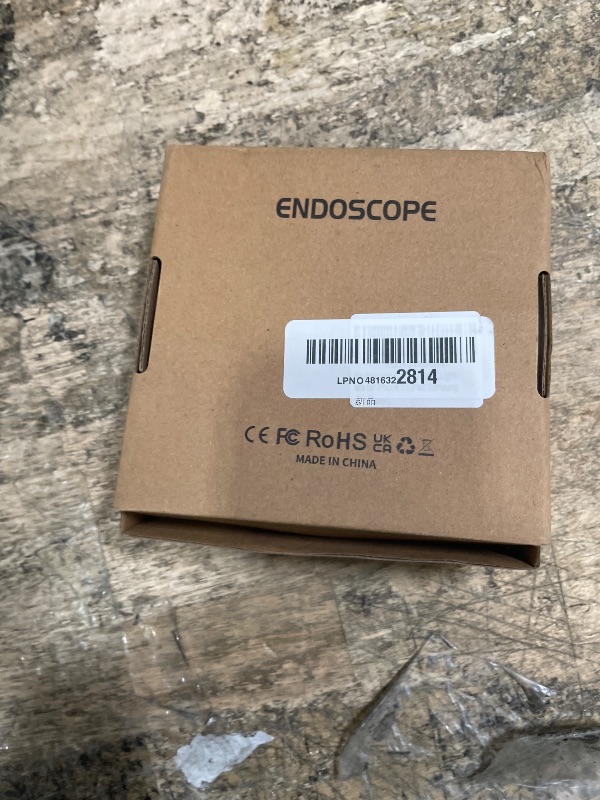 ENDOSCOPE
LPNO4816322814
CE FC RoHS UK CA
MADE IN CHINA